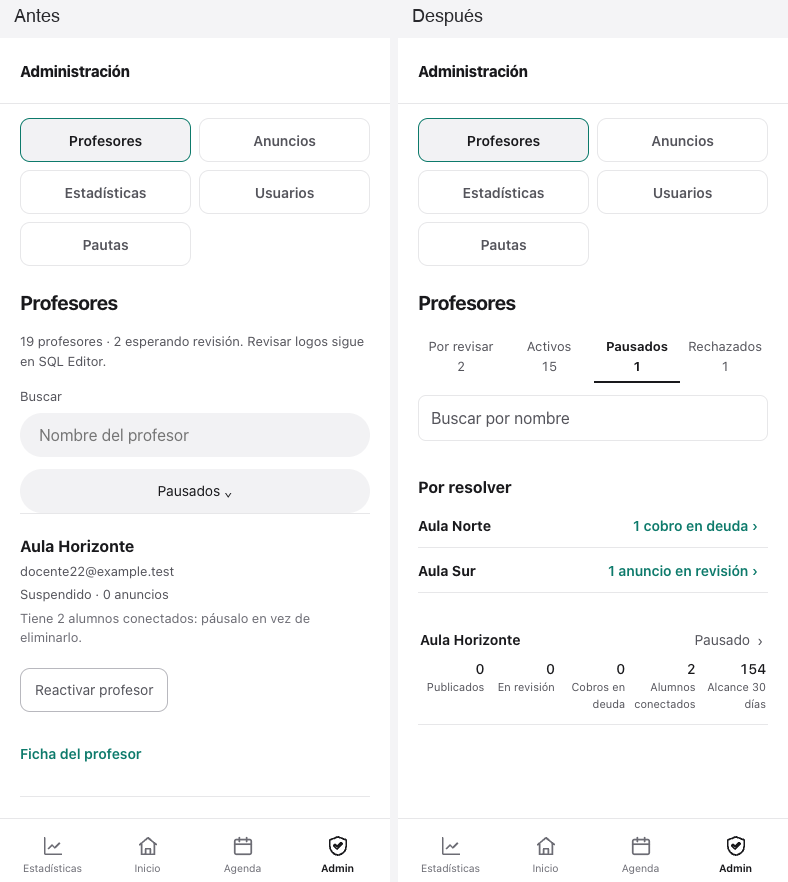 Antes
Administración
Profesores
Anuncios
Estadísticas
Usuarios
Pautas
Profesores
19 profesores · 2 esperando revisión. Revisar logos sigue
en SQL Editor.
Buscar
Nombre del profesor
Pausados
Aula Horizonte
docente22@example.test
Suspendido · 0 anuncios
Tiene 2 alumnos conectados: páusalo en vez de
eliminarlo.
Reactivar profesor
Ficha del profesor
Estadísticas
Inicio
Agenda
Admin
Después
Administración
Profesores
Anuncios
Estadísticas
Usuarios
Pautas
Profesores
Por revisar
2
Activos
15
Pausados
1
Rechazados
1
Buscar por nombre
Por resolver
Aula Norte
1 cobro en deuda ›
Aula Sur
1 anuncio en revisión ›
Aula Horizonte
Pausado ›
0
Publicados
0
En revisión
0
Cobros en
deuda
2
Alumnos
conectados
154
Alcance 30
días
Estadísticas
Inicio
Agenda
Admin